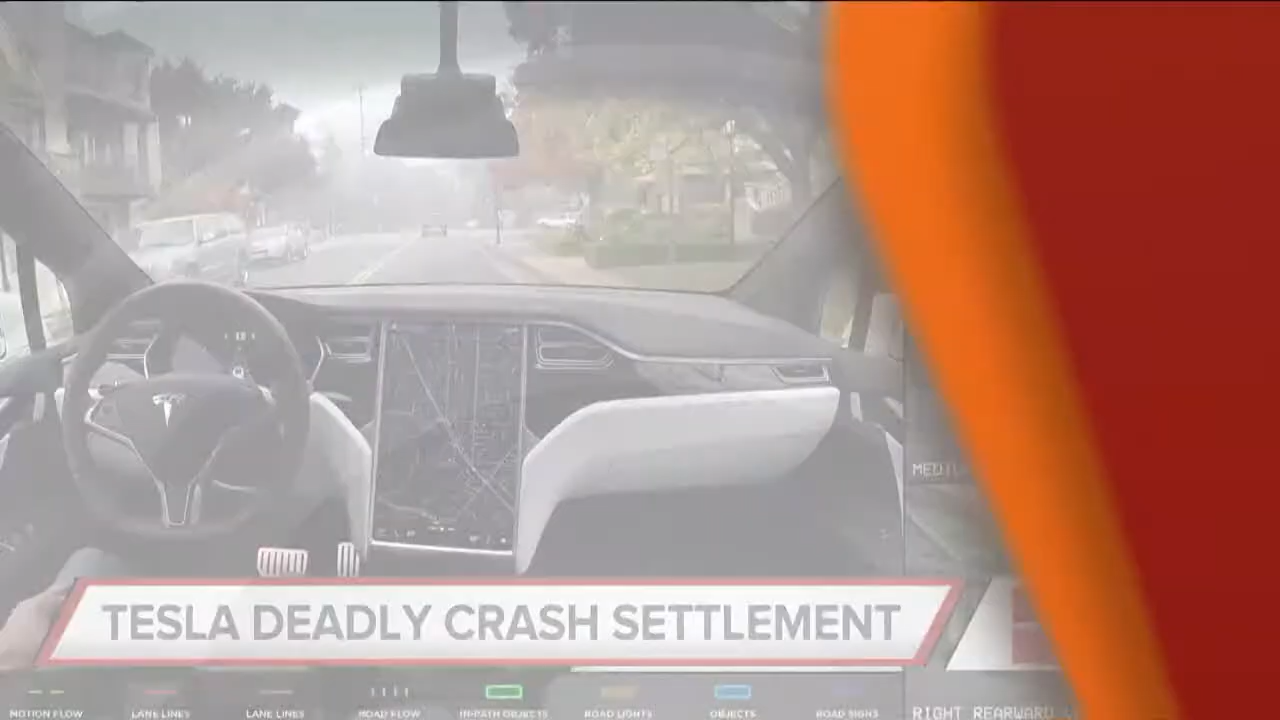 MEDIU
TESLA DEADLY CRASH SETTLEMENT
MOTION FLOW
LANE LINES
LANE LINES
ROAD FLOW
IN-PATH OBJECTS
ROAD LIGHTS
OBJECTS
ROAD SIGNS
RIGHT REARWARD